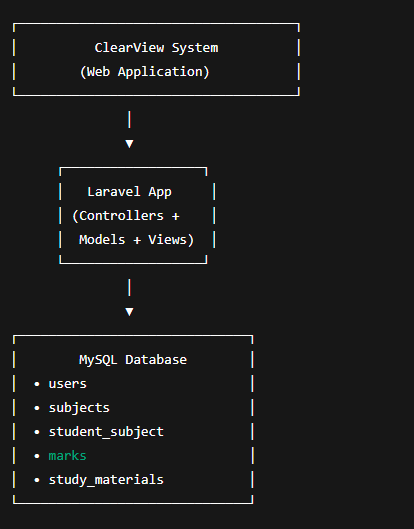 ClearView System
(Web Application)
Laravel App
(Controllers +
Models + Views)
MySQL Database
• users
• subjects
• student_subject
• marks
• study_materials